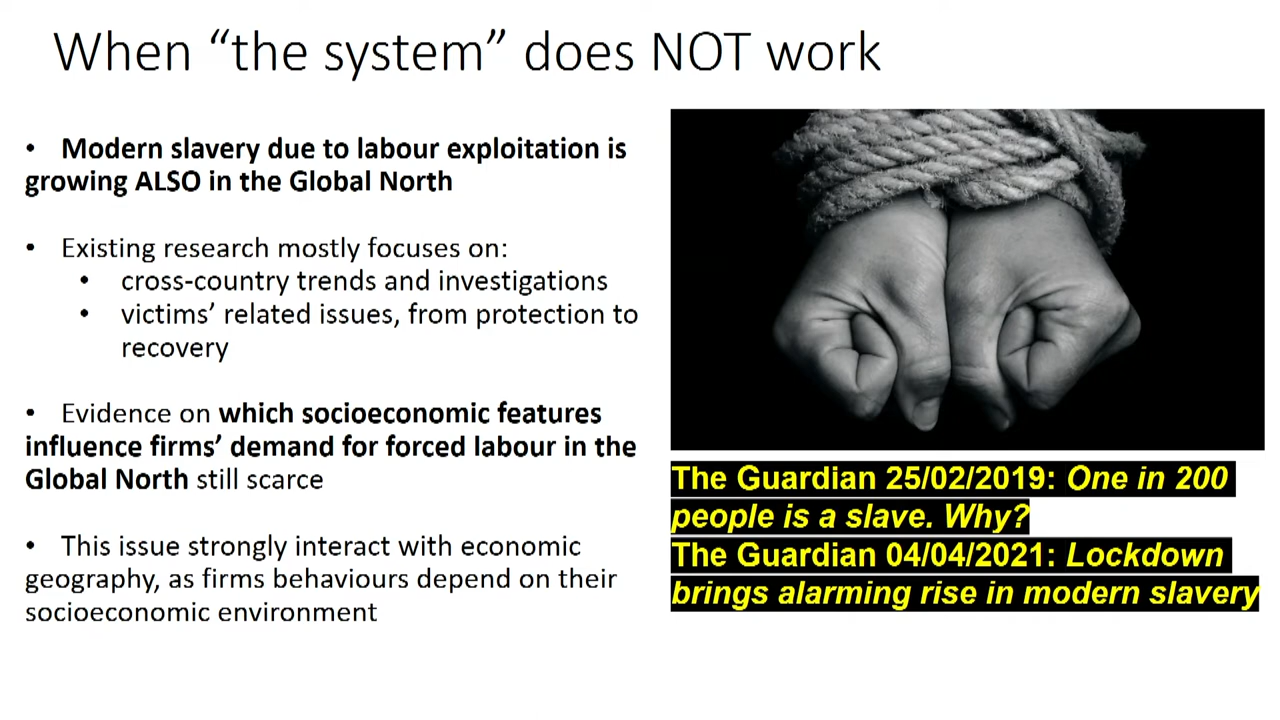 When “the system” does NOT work
• Modern slavery due to labour exploitation is
growing ALSO in the Global North
• Existing research mostly focuses on:
• cross-country trends and investigations
• victims’ related issues, from protection to
recovery
• Evidence on which socioeconomic features
influence firms’ demand for forced labour in the
Global North still scarce
• This issue strongly interact with economic
geography, as firms behaviours depend on their
socioeconomic environment
The Guardian 25/02/2019: One in 200
people is a slave. Why?
The Guardian 04/04/2021: Lockdown
brings alarming rise in modern slavery